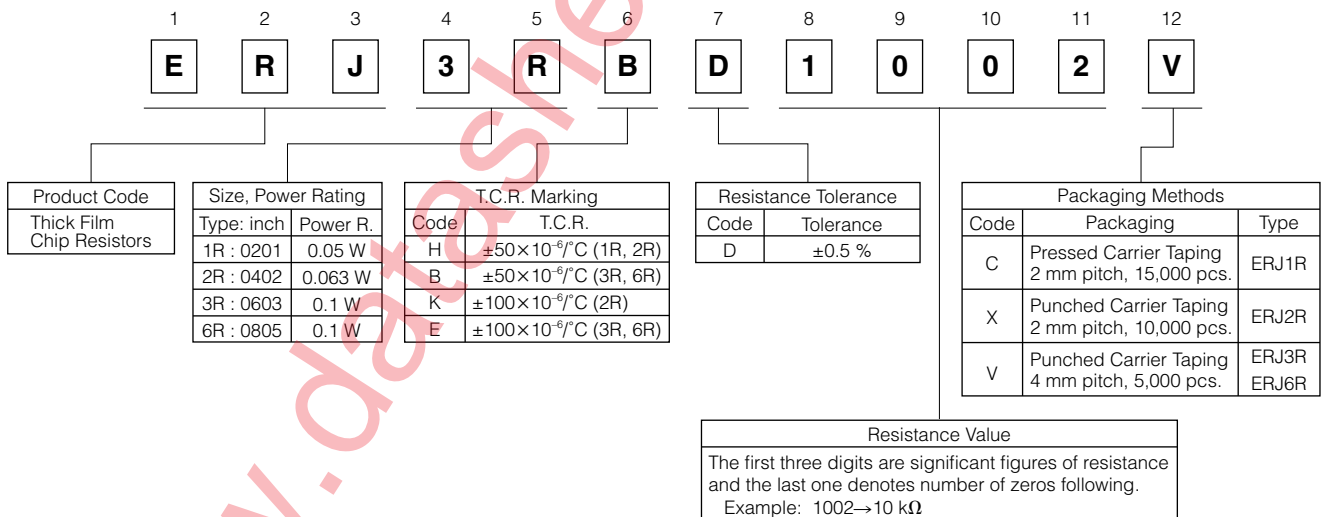 1 2 3 4 5 6 7 8 9 10 11 12
E R J 3 R B D 1 0 0 2 V
Product Code
Thick Film
Chip Resistors
Size, Power Rating
Type: inch Power R.
1R : 0201 0.05 W
2R : 0402 0.063 W
3R : 0603 0.1 W
6R : 0805 0.1 W
T.C.R. Marking
Code T.C.R.
H ±50×10⁻⁶/°C (1R, 2R)
B ±50×10⁻⁶/°C (3R, 6R)
K ±100×10⁻⁶/°C (2R)
E ±100×10⁻⁶/°C (3R, 6R)
Resistance Tolerance
Code Tolerance
D ±0.5 %
Packaging Methods
Code Packaging Type
C Pressed Carrier Taping
2 mm pitch, 15,000 pcs. ERJ1R
X Punched Carrier Taping
2 mm pitch, 10,000 pcs. ERJ2R
V Punched Carrier Taping ERJ3R
4 mm pitch, 5,000 pcs. ERJ6R
Resistance Value
The first three digits are significant figures of resistance
and the last one denotes number of zeros following.
Example: 1002→10 kΩ
w.datashe